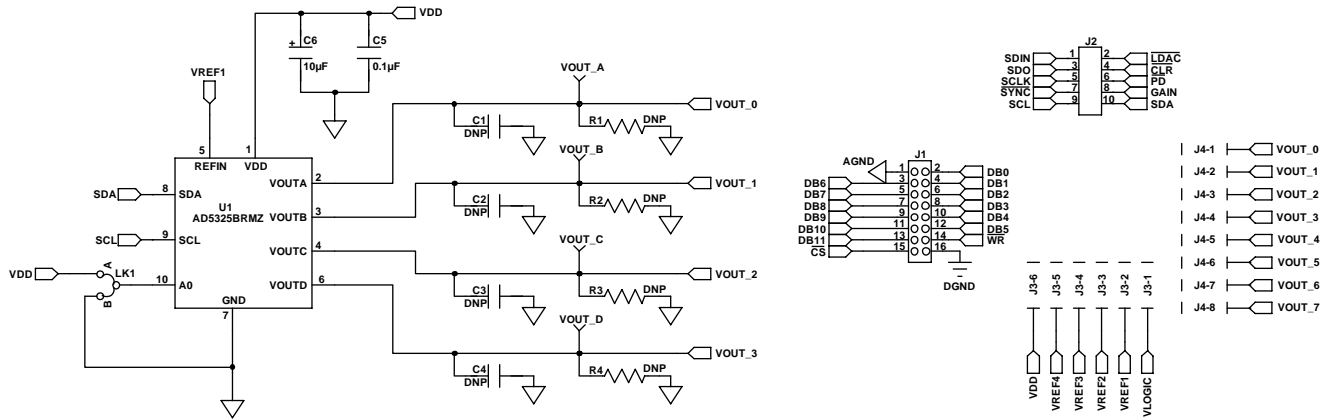 VDD
C6
10µF
C5
0.1µF
VREF1
VOUT_A
VOUT_0
C1
DNP
R1
DNP
5
REFIN
1
VDD
VOUTA
2
VOUT_B
VOUT_1
C2
DNP
R2
DNP
SDA
8
SDA
U1
AD5325BRMZ
VOUTB
3
SCL
9
SCL
VOUTC
4
VOUT_C
VOUT_2
C3
DNP
R3
DNP
VDD
A
LK1
B
10
A0
VOUTD
6
GND
7
VOUT_D
VOUT_3
C4
DNP
R4
DNP
J2
SDIN 1 2 LDAC
SDO 3 4 CLR
SCLK 5 6 PD
SYNC 7 8 GAIN
SCL 9 10 SDA
J1
AGND 1 2 DB0
DB6 3 4 DB1
DB7 5 6 DB2
DB8 7 8 DB3
DB9 9 10 DB4
DB10 11 12 DB5
DB11 13 14 WR
CS 15 16
DGND
J4-1 VOUT_0
J4-2 VOUT_1
J4-3 VOUT_2
J4-4 VOUT_3
J4-5 VOUT_4
J4-6 VOUT_5
J4-7 VOUT_6
J4-8 VOUT_7
J3-6 VDD
J3-5 VREF4
J3-4 VREF3
J3-3 VREF2
J3-2 VREF1
J3-1 VLOGIC